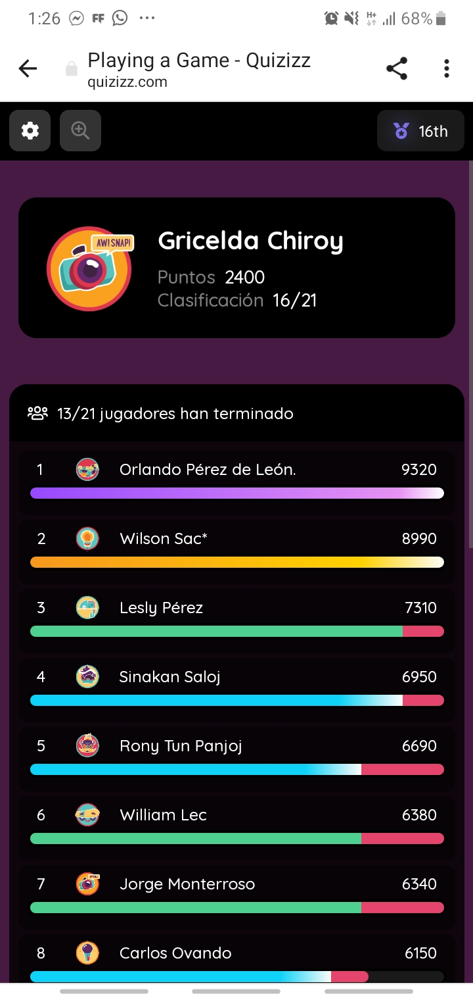 1:26 FF ... H+ 68%
Playing a Game - Quizizz
quizizz.com
16th
AW! SNAP!
Gricelda Chiroy
Puntos 2400
Clasificación 16/21
13/21 jugadores han terminado
1 Orlando Pérez de León. 9320
2 Wilson Sac* 8990
3 Lesly Pérez 7310
4 Sinakan Saloj 6950
5 Rony Tun Panjoj 6690
6 William Lec 6380
7 Jorge Monterroso 6340
8 Carlos Ovando 6150